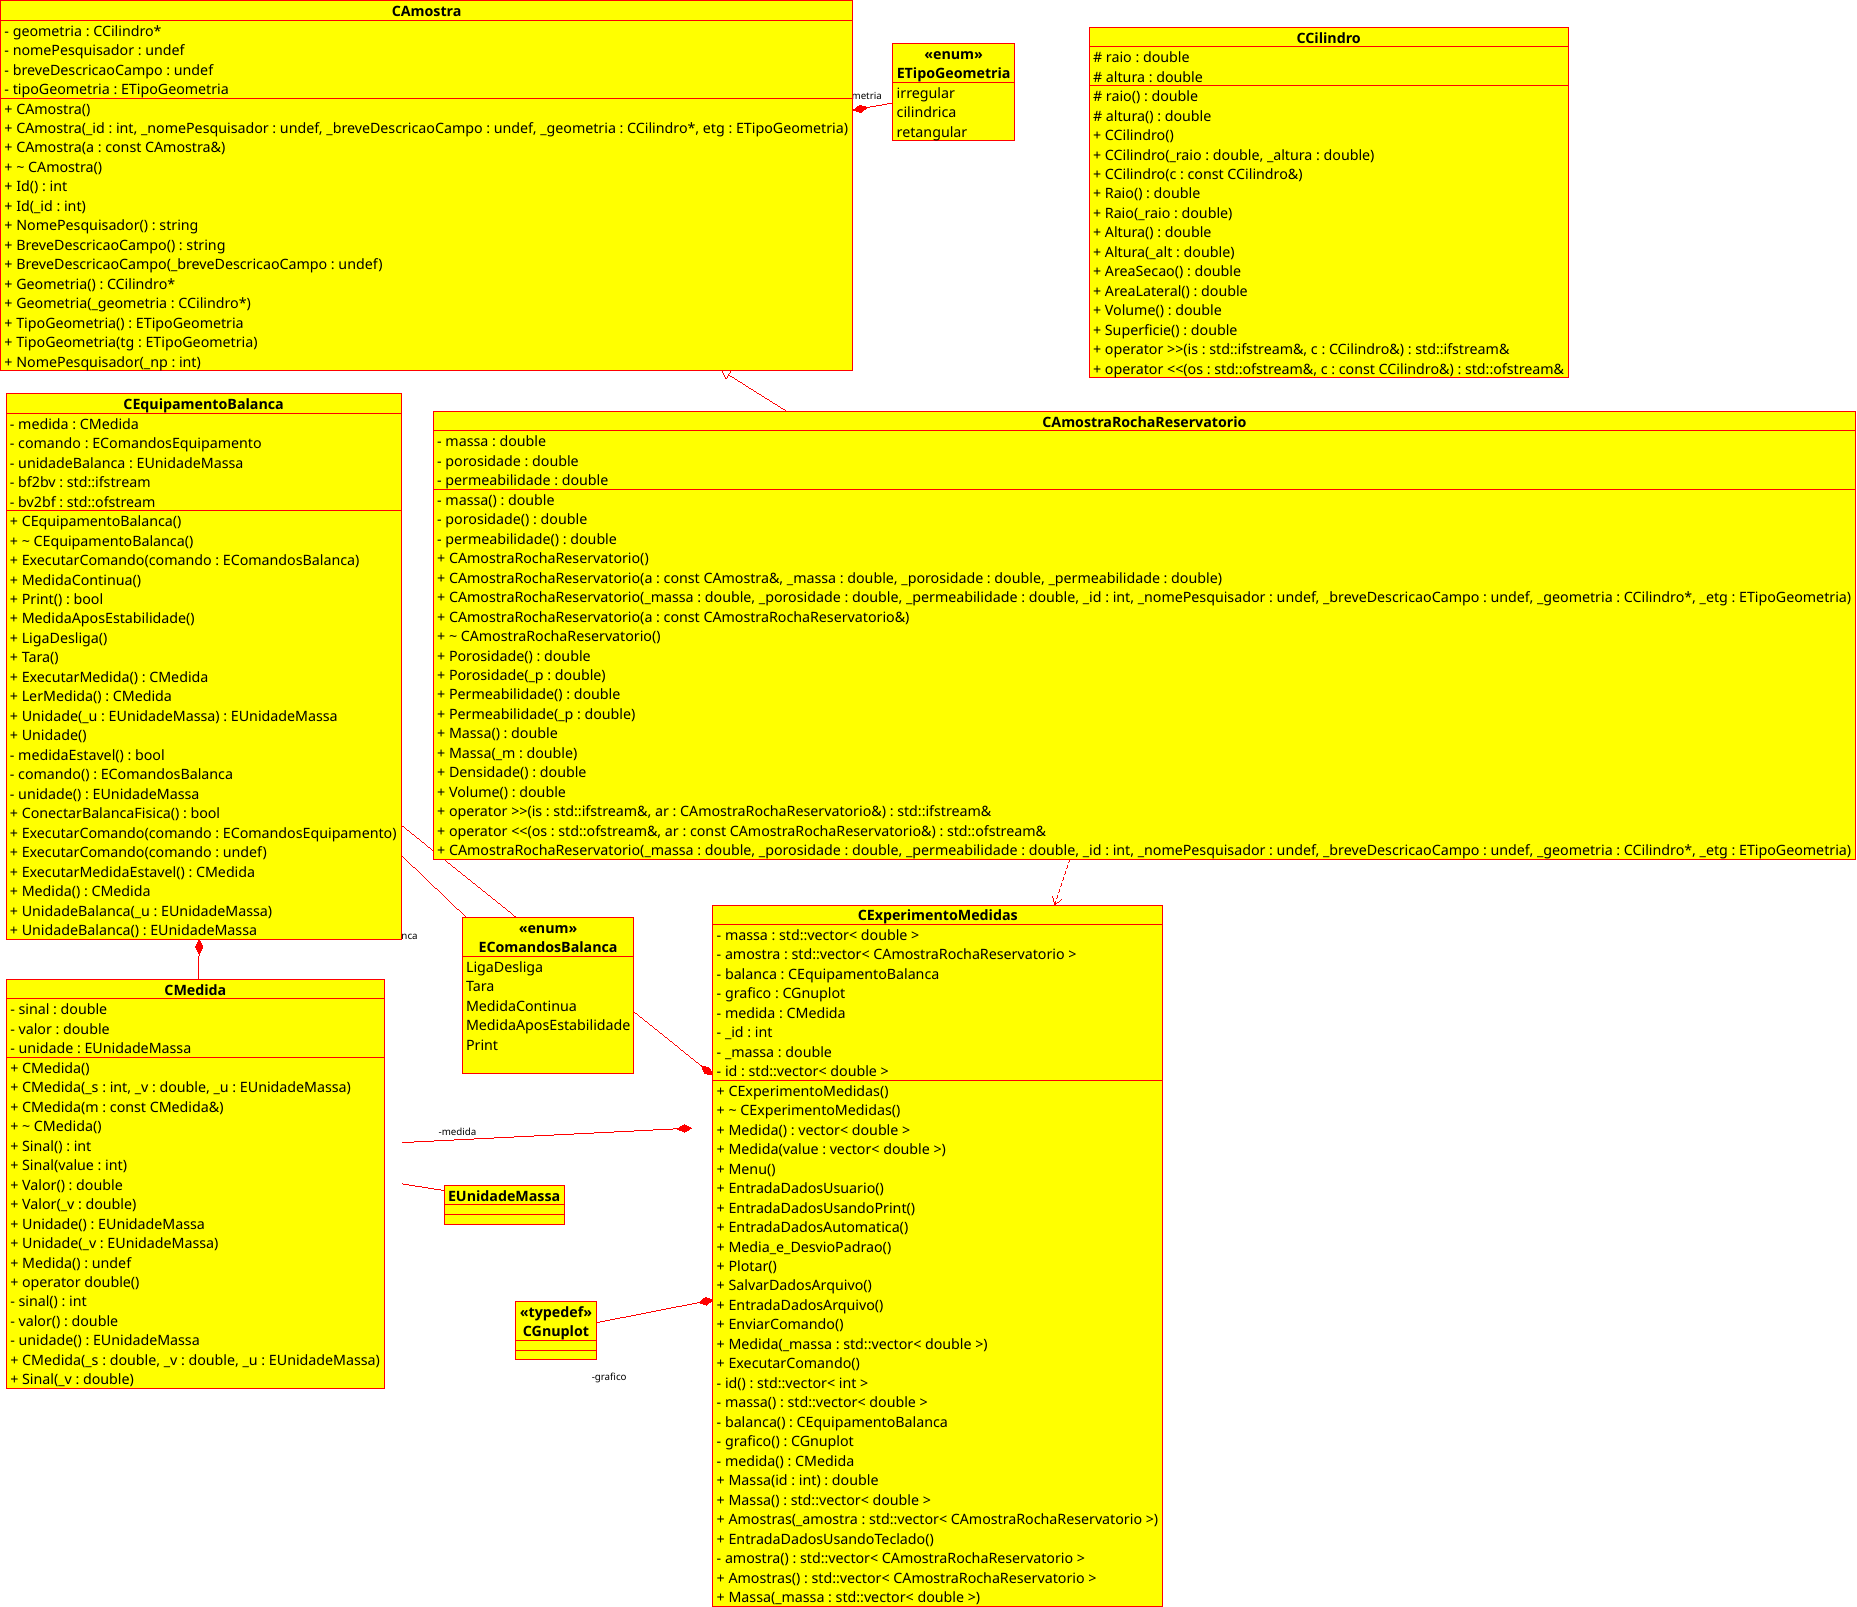 CAmostra
- geometria : CCilindro*
- nomePesquisador : undef
- breveDescricaoCampo : undef
- tipoGeometria : ETipoGeometria
+ CAmostra()
+ CAmostra(_id : int, _nomePesquisador : undef, _breveDescricaoCampo : undef, _geometria : CCilindro*, etg : ETipoGeometria)
+ CAmostra(a : const CAmostra&)
+ ~ CAmostra()
+ Id() : int
+ Id(_id : int)
+ NomePesquisador() : string
+ BreveDescricaoCampo() : string
+ BreveDescricaoCampo(_breveDescricaoCampo : undef)
+ Geometria() : CCilindro*
+ Geometria(_geometria : CCilindro*)
+ TipoGeometria() : ETipoGeometria
+ TipoGeometria(tg : ETipoGeometria)
+ NomePesquisador(_np : int)
metria
«enum»
ETipoGeometria
irregular
cilindrica
retangular
CCilindro
# raio : double
# altura : double
# raio() : double
# altura() : double
+ CCilindro()
+ CCilindro(_raio : double, _altura : double)
+ CCilindro(c : const CCilindro&)
+ Raio() : double
+ Raio(_raio : double)
+ Altura() : double
+ Altura(_alt : double)
+ AreaSecao() : double
+ AreaLateral() : double
+ Volume() : double
+ Superficie() : double
+ operator >>(is : std::ifstream&, c : CCilindro&) : std::ifstream&
+ operator <<(os : std::ofstream&, c : const CCilindro&) : std::ofstream&
CEquipamentoBalanca
- medida : CMedida
- comando : EComandosEquipamento
- unidadeBalanca : EUnidadeMassa
- bf2bv : std::ifstream
- bv2bf : std::ofstream
+ CEquipamentoBalanca()
+ ~ CEquipamentoBalanca()
+ ExecutarComando(comando : EComandosBalanca)
+ MedidaContinua()
+ Print() : bool
+ MedidaAposEstabilidade()
+ LigaDesliga()
+ Tara()
+ ExecutarMedida() : CMedida
+ LerMedida() : CMedida
+ Unidade(_u : EUnidadeMassa) : EUnidadeMassa
+ Unidade()
- medidaEstavel() : bool
- comando() : EComandosBalanca
- unidade() : EUnidadeMassa
+ ConectarBalancaFisica() : bool
+ ExecutarComando(comando : EComandosEquipamento)
+ ExecutarComando(comando : undef)
+ ExecutarMedidaEstavel() : CMedida
+ Medida() : CMedida
+ UnidadeBalanca(_u : EUnidadeMassa)
+ UnidadeBalanca() : EUnidadeMassa
nca
CAmostraRochaReservatorio
- massa : double
- porosidade : double
- permeabilidade : double
- massa() : double
- porosidade() : double
- permeabilidade() : double
+ CAmostraRochaReservatorio()
+ CAmostraRochaReservatorio(a : const CAmostra&, _massa : double, _porosidade : double, _permeabilidade : double)
+ CAmostraRochaReservatorio(_massa : double, _porosidade : double, _permeabilidade : double, _id : int, _nomePesquisador : undef, _breveDescricaoCampo : undef, _geometria : CCilindro*, _etg : ETipoGeometria)
+ CAmostraRochaReservatorio(a : const CAmostraRochaReservatorio&)
+ ~ CAmostraRochaReservatorio()
+ Porosidade() : double
+ Porosidade(_p : double)
+ Permeabilidade() : double
+ Permeabilidade(_p : double)
+ Massa() : double
+ Massa(_m : double)
+ Densidade() : double
+ Volume() : double
+ operator >>(is : std::ifstream&, ar : CAmostraRochaReservatorio&) : std::ifstream&
+ operator <<(os : std::ofstream&, ar : const CAmostraRochaReservatorio&) : std::ofstream&
+ CAmostraRochaReservatorio(_massa : double, _porosidade : double, _permeabilidade : double, _id : int, _nomePesquisador : undef, _breveDescricaoCampo : undef, _geometria : CCilindro*, _etg : ETipoGeometria)
«enum»
EComandosBalanca
LigaDesliga
Tara
MedidaContinua
MedidaAposEstabilidade
Print
CMedida
- sinal : double
- valor : double
- unidade : EUnidadeMassa
+ CMedida()
+ CMedida(_s : int, _v : double, _u : EUnidadeMassa)
+ CMedida(m : const CMedida&)
+ ~ CMedida()
+ Sinal() : int
+ Sinal(value : int)
+ Valor() : double
+ Valor(_v : double)
+ Unidade() : EUnidadeMassa
+ Unidade(_v : EUnidadeMassa)
+ Medida() : undef
+ operator double()
- sinal() : int
- valor() : double
- unidade() : EUnidadeMassa
+ CMedida(_s : double, _v : double, _u : EUnidadeMassa)
+ Sinal(_v : double)
-medida
EUnidadeMassa
«typedef»
CGnuplot
-grafico
CExperimentoMedidas
- massa : std::vector< double >
- amostra : std::vector< CAmostraRochaReservatorio >
- balanca : CEquipamentoBalanca
- grafico : CGnuplot
- medida : CMedida
- _id : int
- _massa : double
- id : std::vector< double >
+ CExperimentoMedidas()
+ ~ CExperimentoMedidas()
+ Medida() : vector< double >
+ Medida(value : vector< double >)
+ Menu()
+ EntradaDadosUsuario()
+ EntradaDadosUsandoPrint()
+ EntradaDadosAutomatica()
+ Media_e_DesvioPadrao()
+ Plotar()
+ SalvarDadosArquivo()
+ EntradaDadosArquivo()
+ EnviarComando()
+ Medida(_massa : std::vector< double >)
+ ExecutarComando()
- id() : std::vector< int >
- massa() : std::vector< double >
- balanca() : CEquipamentoBalanca
- grafico() : CGnuplot
- medida() : CMedida
+ Massa(id : int) : double
+ Massa() : std::vector< double >
+ Amostras(_amostra : std::vector< CAmostraRochaReservatorio >)
+ EntradaDadosUsandoTeclado()
- amostra() : std::vector< CAmostraRochaReservatorio >
+ Amostras() : std::vector< CAmostraRochaReservatorio >
+ Massa(_massa : std::vector< double >)